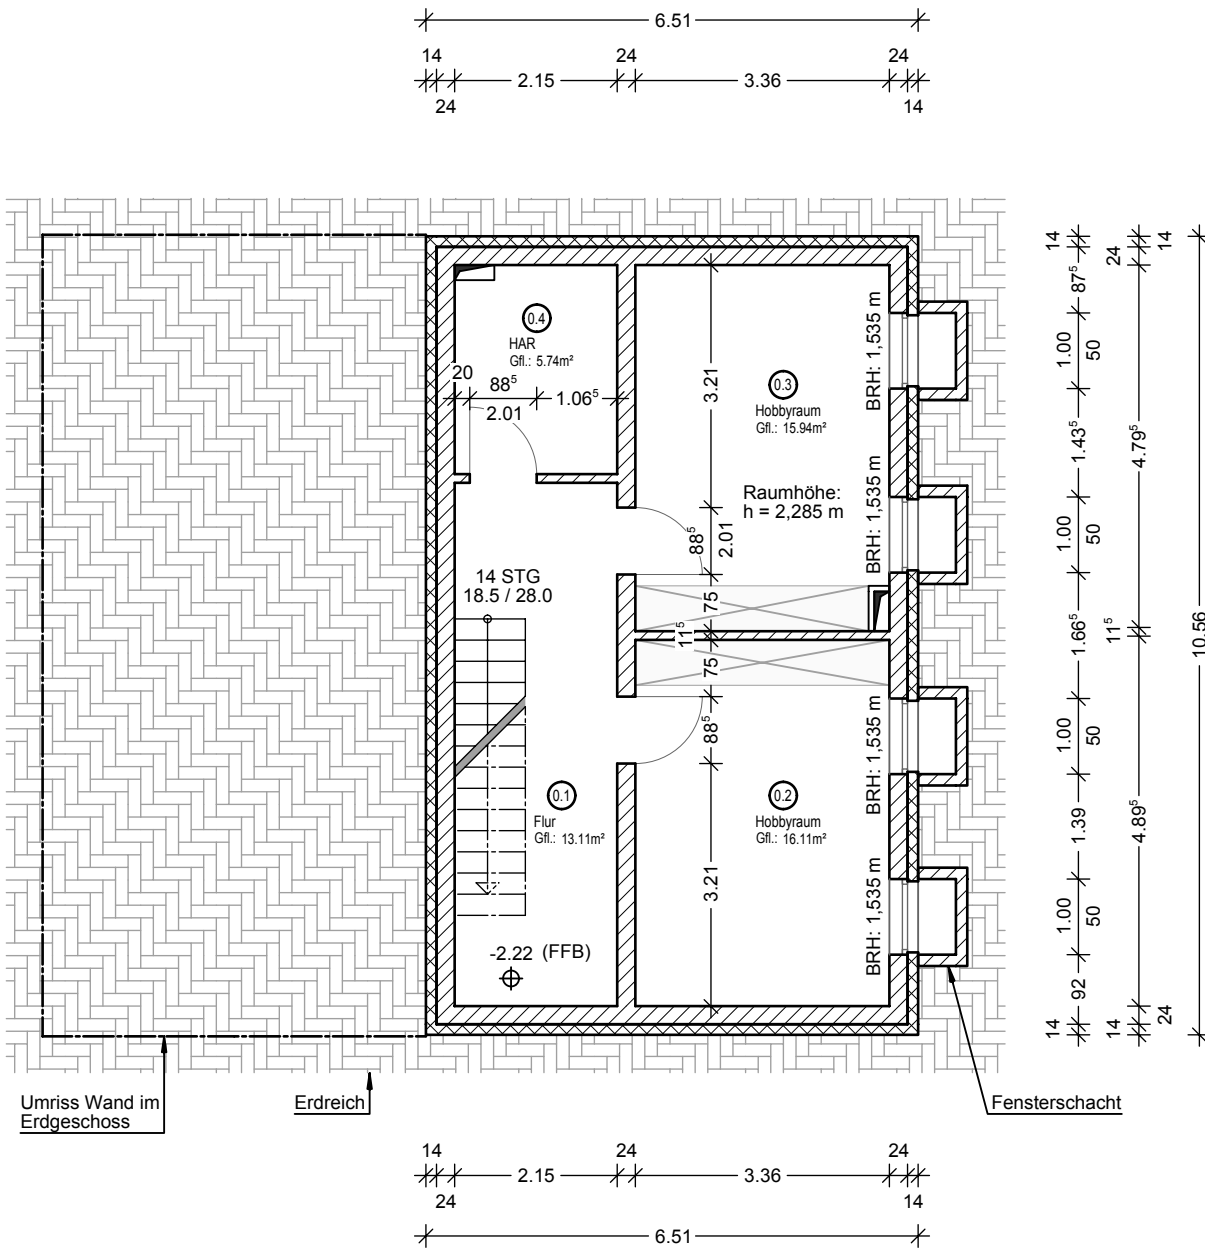 6.51
14 24 24
2.15 3.36
24 14
14 24 14
87⁵
1.00 50
1.43⁵
4.79⁵
1.00 50
1.66⁵
11⁵
10.56
1.00 50
1.39
4.89⁵
1.00 50
92
24
14 14
0.4
HAR
Gfl.: 5.74m²
20
88⁵
1.06⁵
2.01
3.21
0.3
Hobbyraum
Gfl.: 15.94m²
BRH: 1,535 m
BRH: 1,535 m
Raumhöhe:
h = 2,285 m
88⁵
2.01
14 STG
18.5 / 28.0
75
11⁵
75
88⁵
BRH: 1,535 m
0.1
Flur
Gfl.: 13.11m²
0.2
Hobbyraum
Gfl.: 16.11m²
3.21
BRH: 1,535 m
-2.22 (FFB)
Umriss Wand im
Erdgeschoss
Erdreich
Fensterschacht
14 24 24
2.15 3.36
24 14
6.51